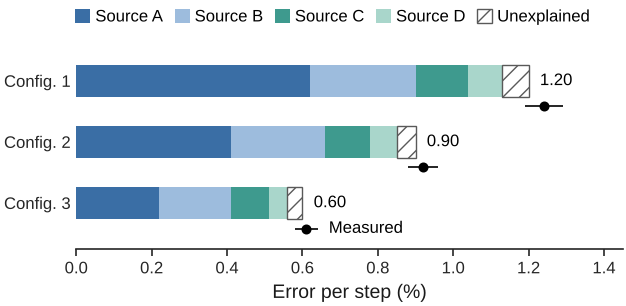 Source A Source B Source C Source D Unexplained
Config. 1 1.20
Config. 2 0.90
Config. 3 0.60
Measured
0.0 0.2 0.4 0.6 0.8 1.0 1.2 1.4
Error per step (%)